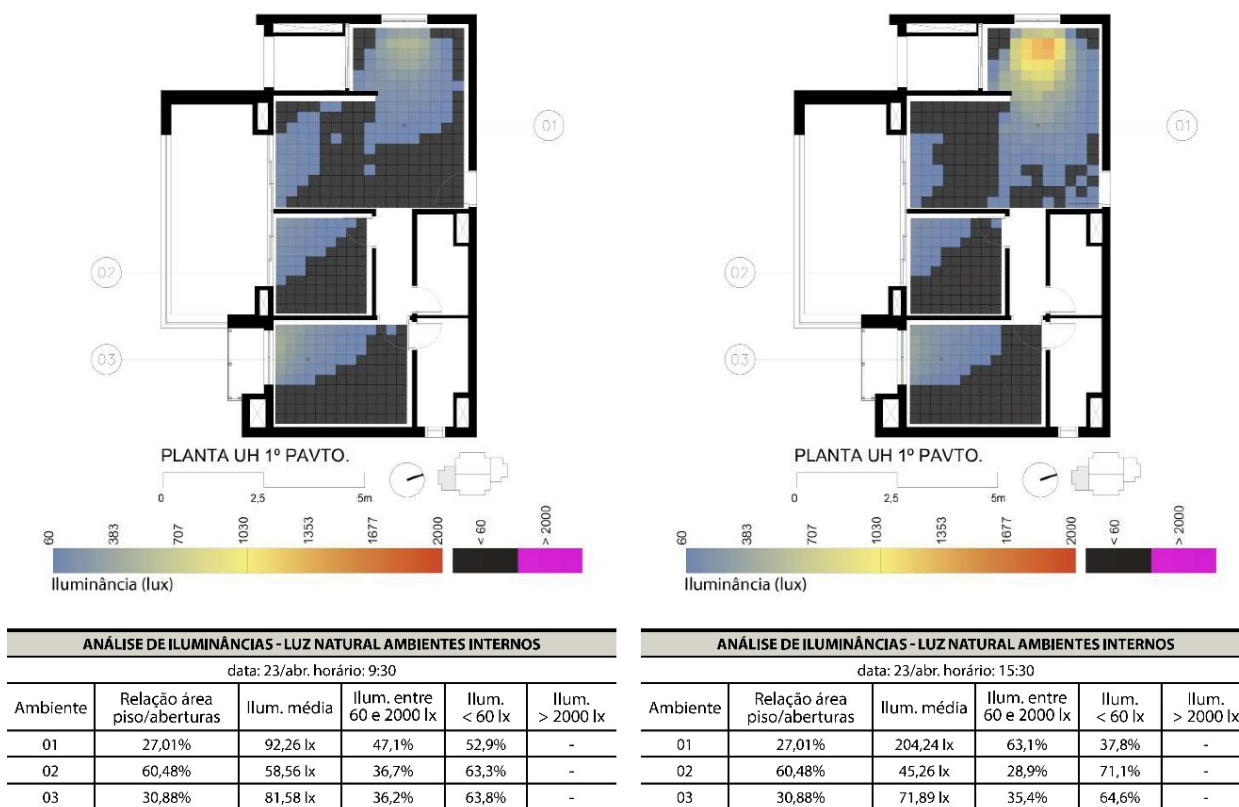 01
02
03
PLANTA UH 1º PAVTO.
0 2,5 5m
60 383 707 1030 1353 1677 2000 < 60 > 2000
Iluminância (lux)
ANÁLISE DE ILUMINÂNCIAS - LUZ NATURAL AMBIENTES INTERNOS
data: 23/abr. horário: 9:30
Ambiente Relação área piso/aberturas Ilum. média Ilum. entre 60 e 2000 lx Ilum. < 60 lx Ilum. > 2000 lx
01 27,01% 92,26 lx 47,1% 52,9% -
02 60,48% 58,56 lx 36,7% 63,3% -
03 30,88% 81,58 lx 36,2% 63,8% -
01
02
03
PLANTA UH 1º PAVTO.
0 2,5 5m
60 383 707 1030 1353 1677 2000 < 60 > 2000
Iluminância (lux)
ANÁLISE DE ILUMINÂNCIAS - LUZ NATURAL AMBIENTES INTERNOS
data: 23/abr. horário: 15:30
Ambiente Relação área piso/aberturas Ilum. média Ilum. entre 60 e 2000 lx Ilum. < 60 lx Ilum. > 2000 lx
01 27,01% 204,24 lx 63,1% 37,8% -
02 60,48% 45,26 lx 28,9% 71,1% -
03 30,88% 71,89 lx 35,4% 64,6% -